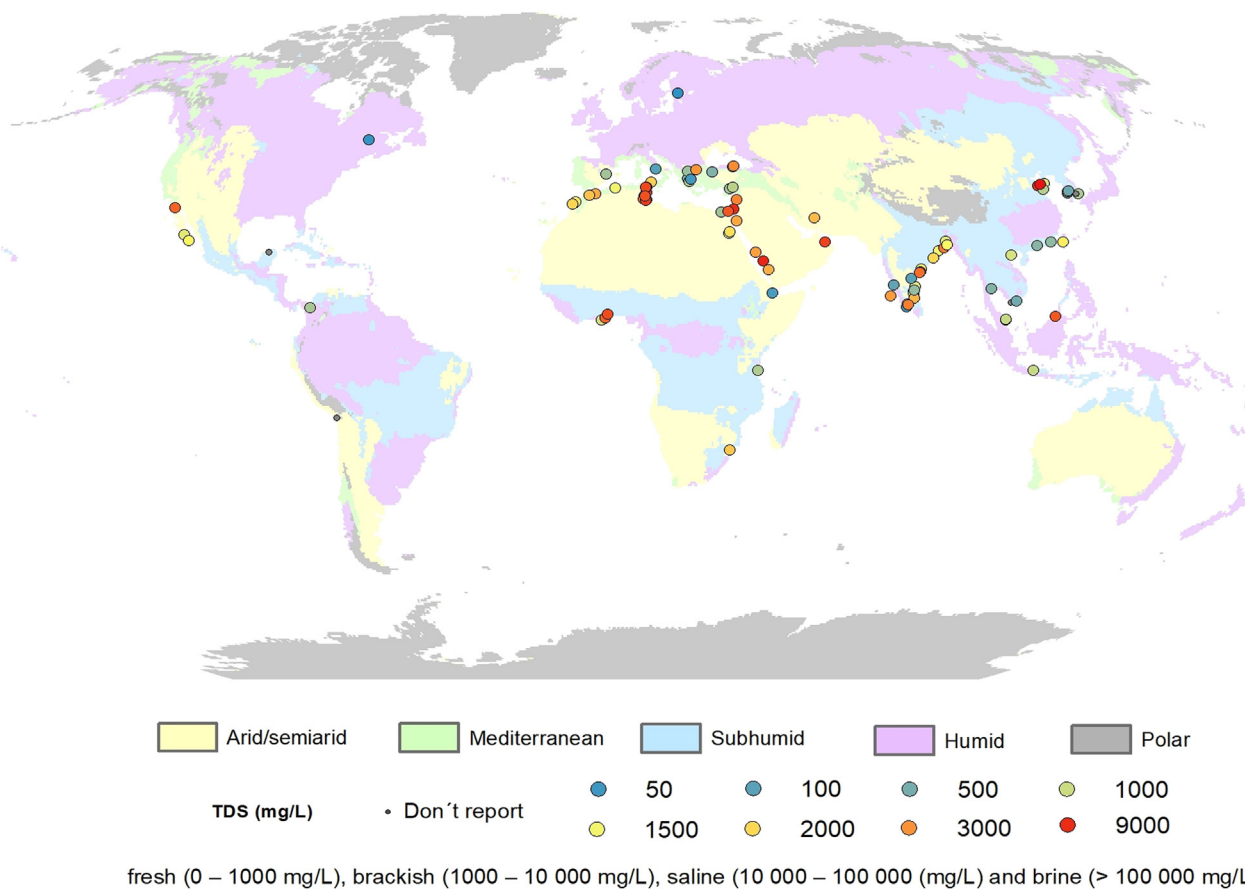 Arid/semiarid Mediterranean Subhumid Humid Polar
50 100 500 1000
TDS (mg/L) Don´t report
1500 2000 3000 9000
fresh (0 – 1000 mg/L), brackish (1000 – 10 000 mg/L), saline (10 000 – 100 000 (mg/L) and brine (> 100 000 mg/L